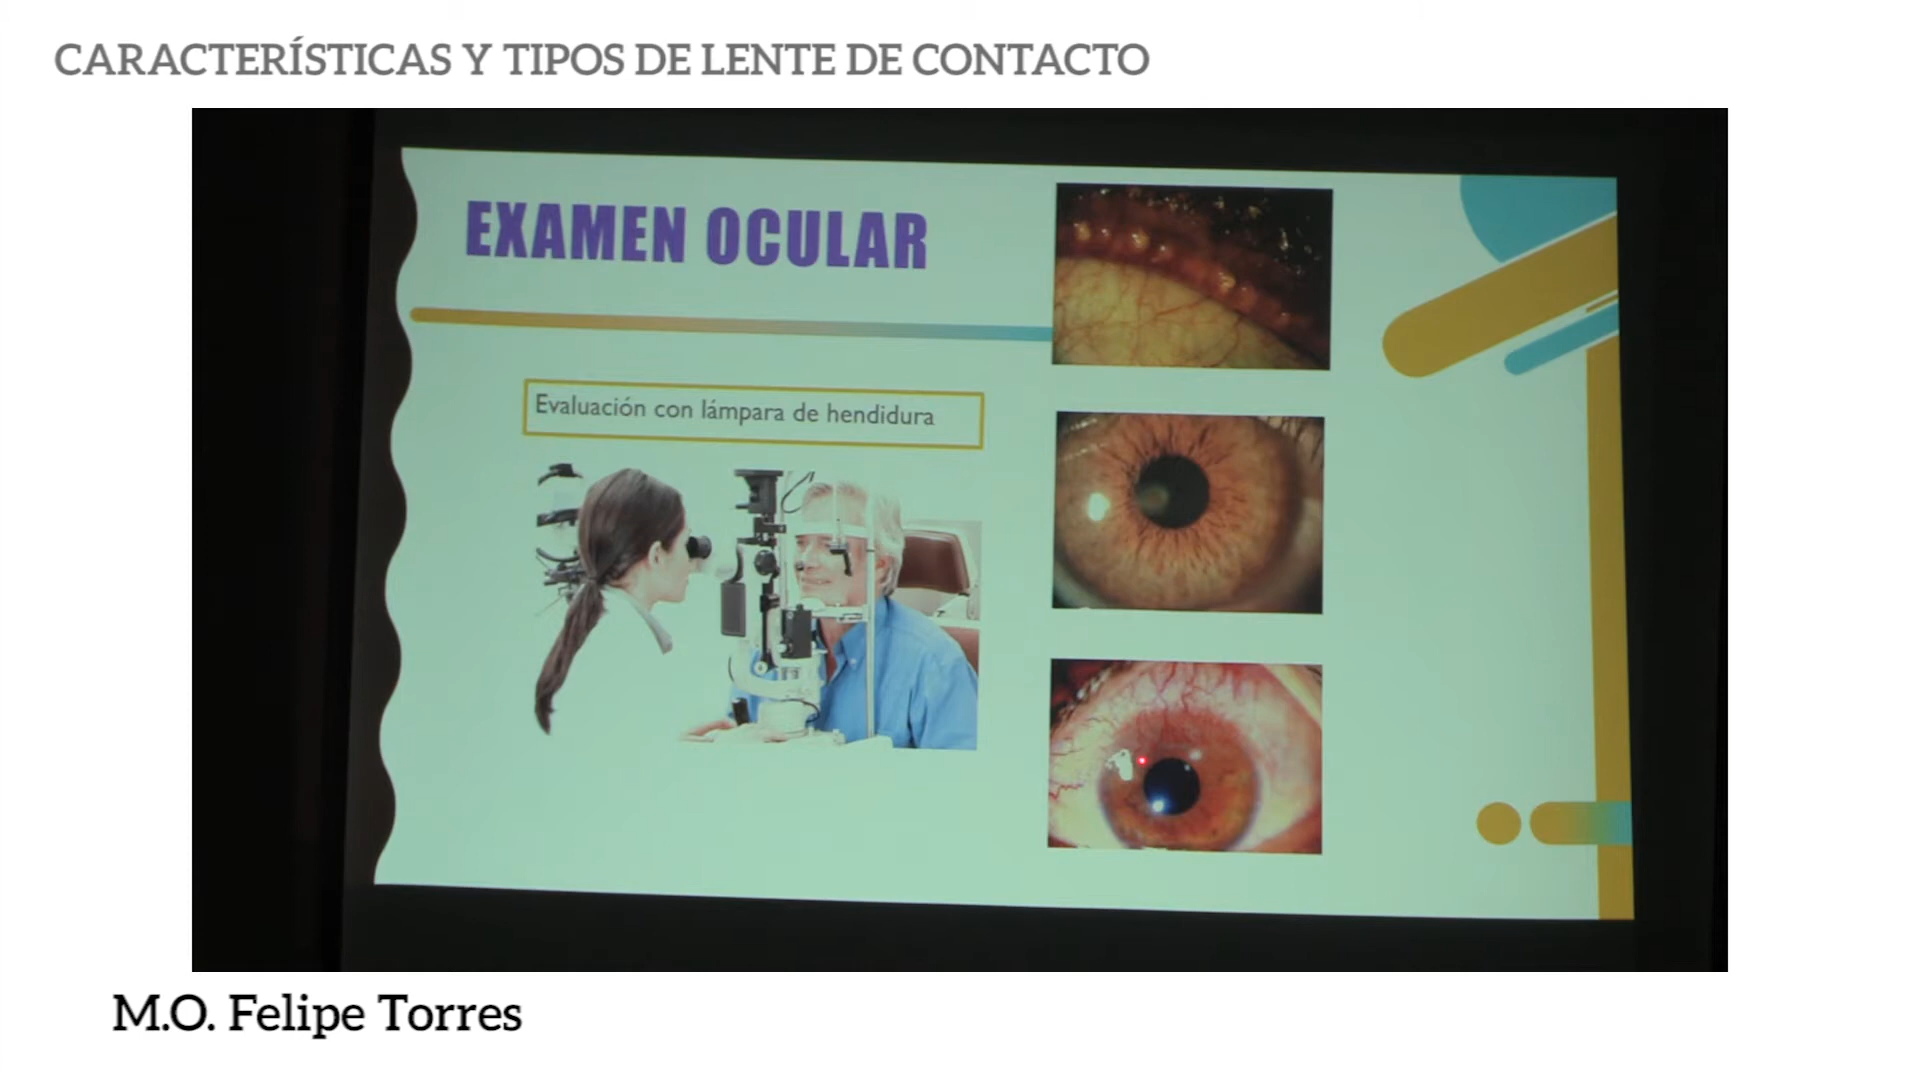 CARACTERÍSTICAS Y TIPOS DE LENTE DE CONTACTO
EXAMEN OCULAR
Evaluación con lámpara de hendidura
M.O. Felipe Torres